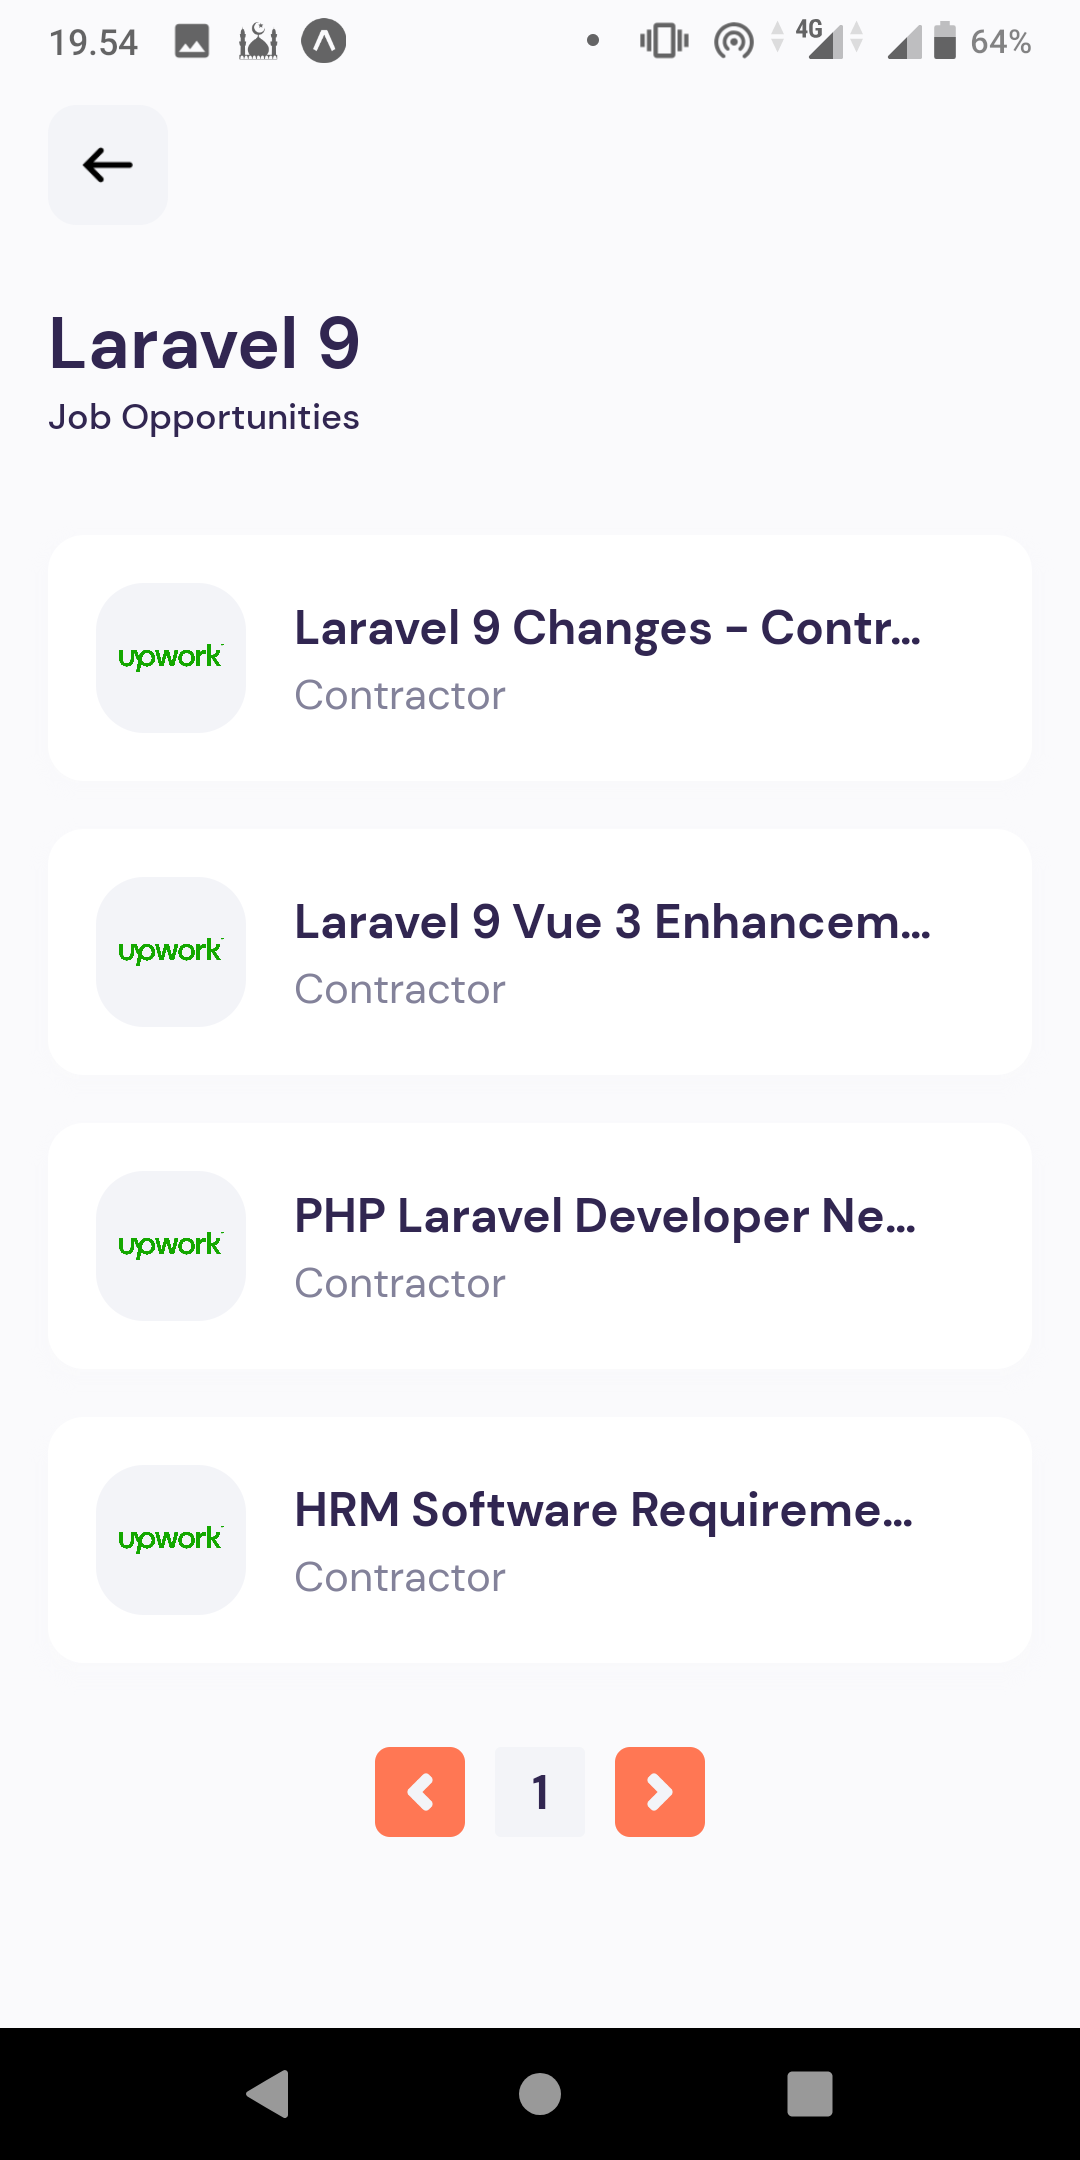 19.54
4G
64%
Laravel 9
Job Opportunities
upwork
Laravel 9 Changes - Contr...
Contractor
upwork
Laravel 9 Vue 3 Enhancem...
Contractor
upwork
PHP Laravel Developer Ne...
Contractor
upwork
HRM Software Requireme...
Contractor
1